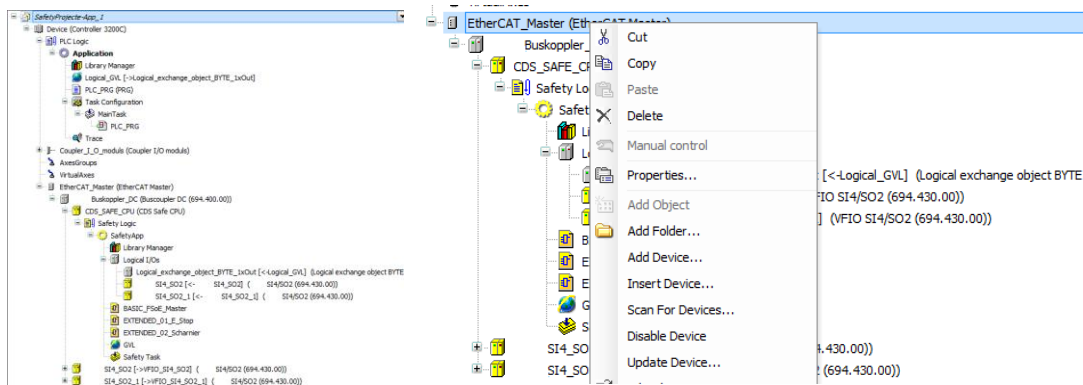 SafetyProjecte-App_1
Device (Controller 3200C)
PLC Logic
Application
Library Manager
Logical_GVL [->Logical_exchange_object_BYTE_1xOut]
PLC_PRG (PRG)
Task Configuration
MainTask
PLC_PRG
Trace
Coupler_I_O_moduls (Coupler I/O moduls)
AxesGroups
VirtualAxes
EtherCAT_Master (EtherCAT Master)
Buskoppler_DC (Buscoupler DC (694.400.00))
CDS_SAFE_CPU (CDS Safe CPU)
Safety Logic
SafetyApp
Library Manager
Logical I/Os
Logical_exchange_object_BYTE_1xOut [<-Logical_GVL] (Logical exchange object BYTE
SI4_SO2 [<- SI4_SO2] ( SI4/SO2 (694.430.00))
SI4_SO2_1 [<- SI4_SO2_1] ( SI4/SO2 (694.430.00))
BASIC_FSoE_Master
EXTENDED_01_E_Stop
EXTENDED_02_Scharnier
GVL
Safety Task
SI4_SO2 [->VFIO_SI4_SO2] ( SI4/SO2 (694.430.00))
SI4_SO2_1 [->VFIO_SI4_SO2_1] ( SI4/SO2 (694.430.00))
EtherCAT_Master (EtherCAT Master)
Buskoppler_
CDS_SAFE_C
Safety Lo
Safet
Li
L
[<-Logical_GVL] (Logical exchange object BYTE
FIO SI4/SO2 (694.430.00))
] (VFIO SI4/SO2 (694.430.00))
B
E
E
G
S
SI4_SO 4.430.00))
SI4_SO (694.430.00))
Cut
Copy
Paste
Delete
Manual control
Properties...
Add Object
Add Folder...
Add Device...
Insert Device...
Scan For Devices...
Disable Device
Update Device...